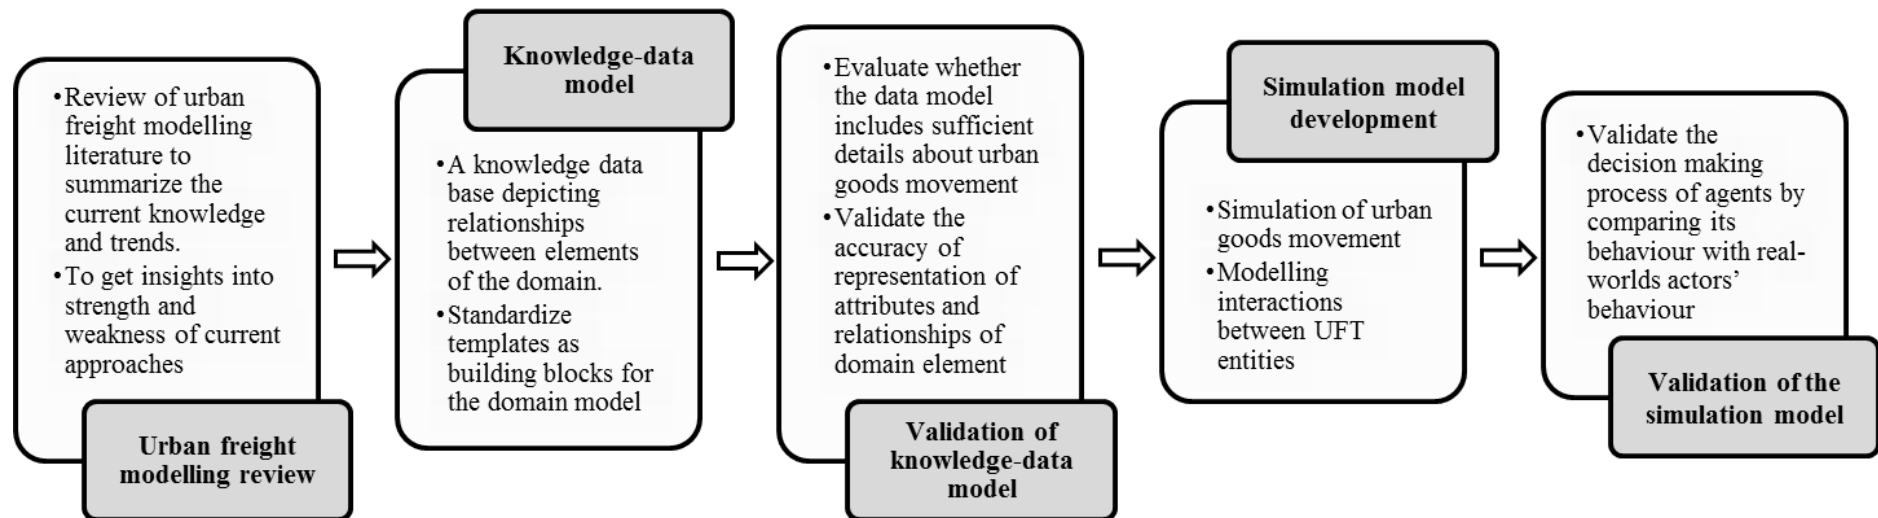 •Review of urban
freight modelling
literature to
summarize the
current knowledge
and trends.
•To get insights into
strength and
weakness of current
approaches
Urban freight
modelling review
Knowledge-data
model
•A knowledge data
base depicting
relationships
between elements
of the domain.
•Standardize
templates as
building blocks for
the domain model
•Evaluate whether
the data model
includes sufficient
details about urban
goods movement
•Validate the
accuracy of
representation of
attributes and
relationships of
domain element
Validation of
knowledge-data
model
Simulation model
development
•Simulation of urban
goods movement
•Modelling
interactions
between UFT
entities
•Validate the
decision making
process of agents by
comparing its
behaviour with real-
worlds actors’
behaviour
Validation of the
simulation model